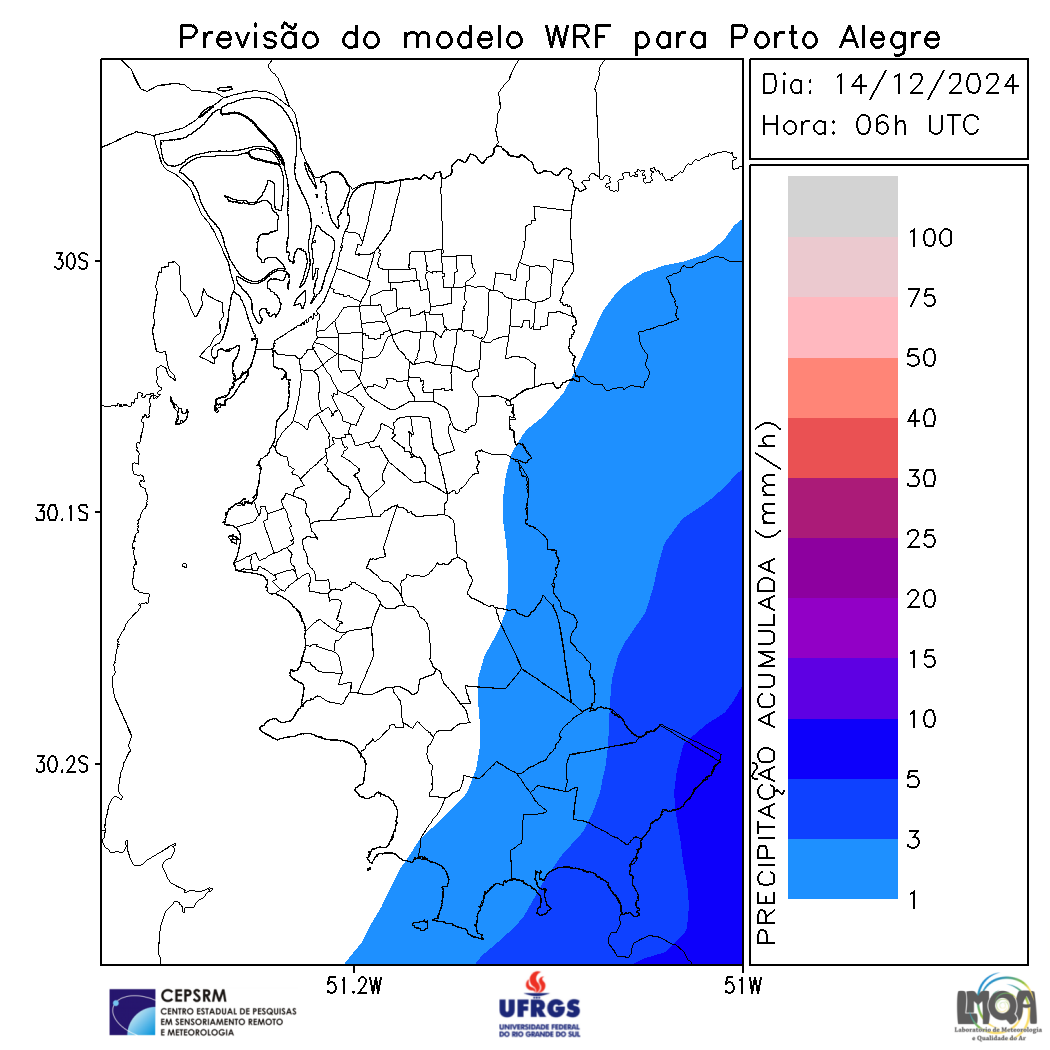 Previsão do modelo WRF para Porto Alegre
Dia: 14/12/2024
Hora: 06h UTC
100
75
50
40
30
25
20
15
10
5
3
1
PRECIPITAÇÃO ACUMULADA (mm/h)
30S
30.1S
30.2S
51.2W
51W
CEPSRM
CENTRO ESTADUAL DE PESQUISAS
EM SENSORIAMENTO REMOTO
E METEOROLOGIA
UFRGS
UNIVERSIDADE FEDERAL
DO RIO GRANDE DO SUL
LMQA
Laboratório de Meteorologia
e Qualidade do Ar